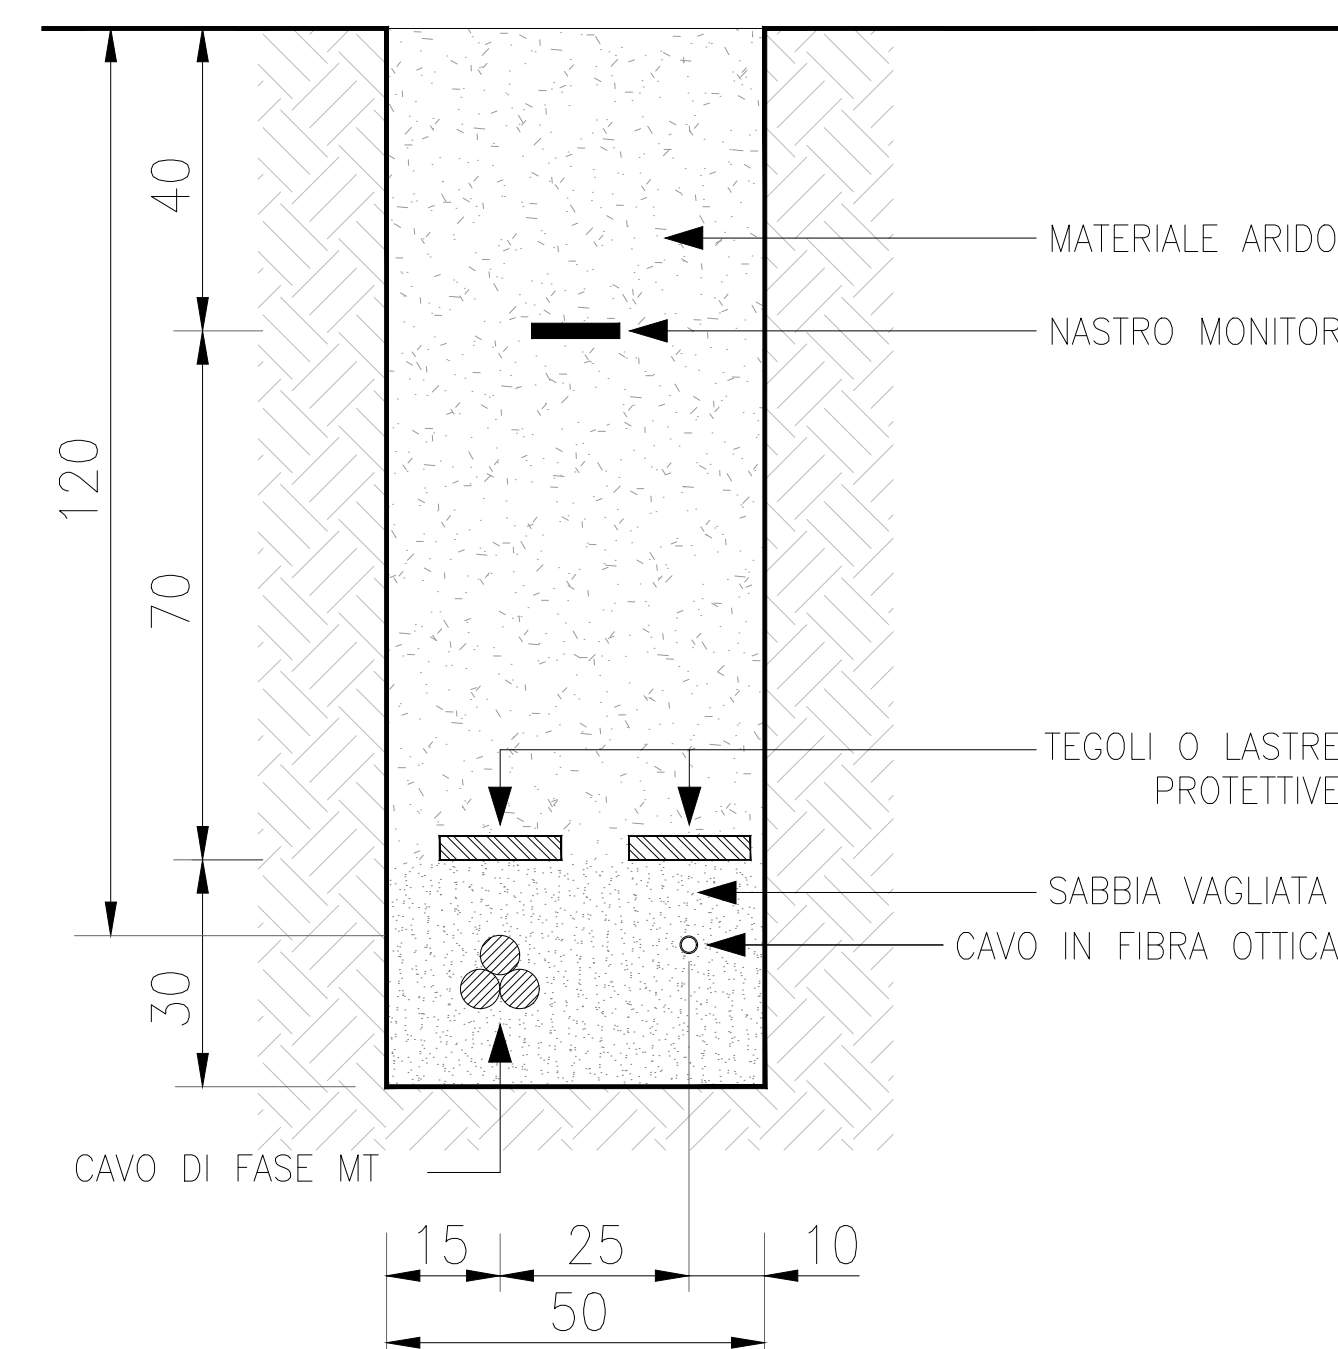 40
MATERIALE ARIDO
NASTRO MONITOR
120
70
TEGOLI O LASTRE
PROTETTIVE
SABBIA VAGLIATA
CAVO IN FIBRA OTTICA
30
CAVO DI FASE MT
15 25 10
50